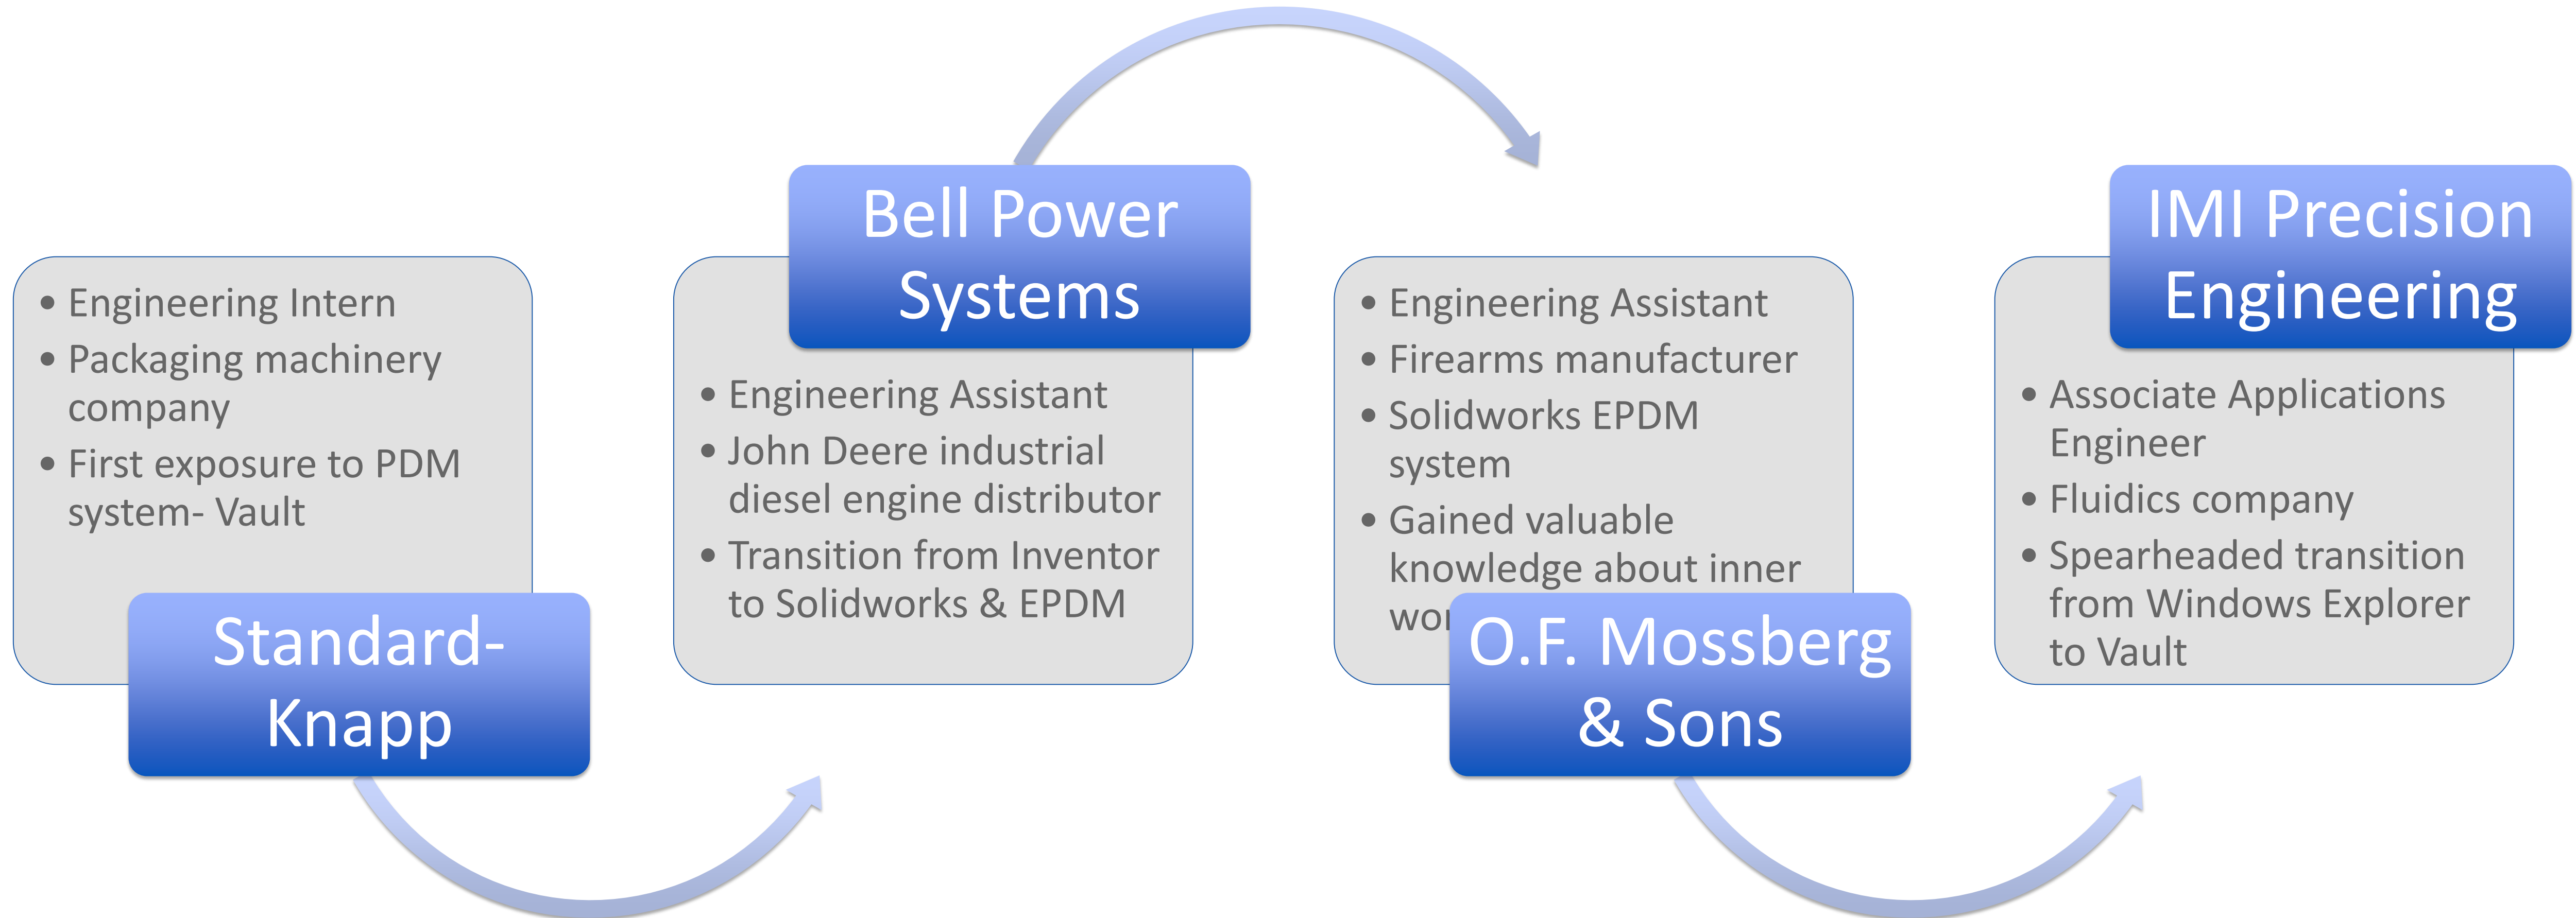 • Engineering Intern
• Packaging machinery
company
• First exposure to PDM
system- Vault
Standard-
Knapp
Bell Power
Systems
• Engineering Assistant
• John Deere industrial
diesel engine distributor
• Transition from Inventor
to Solidworks & EPDM
• Engineering Assistant
• Firearms manufacturer
• Solidworks EPDM
system
• Gained valuable
knowledge about inner
O.F. Mossberg
& Sons
IMI Precision
Engineering
• Associate Applications
Engineer
• Fluidics company
• Spearheaded transition
from Windows Explorer
to Vault